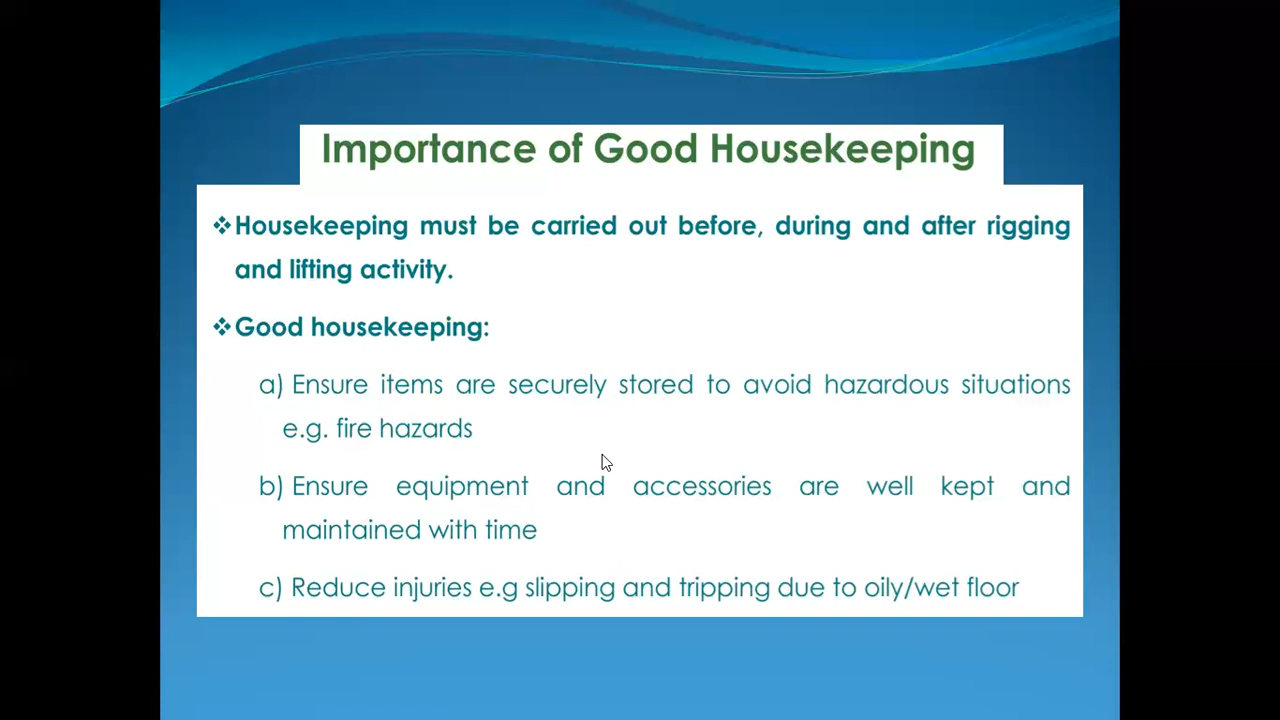 Importance of Good Housekeeping
❖Housekeeping must be carried out before, during and after rigging
and lifting activity.
❖Good housekeeping:
a) Ensure items are securely stored to avoid hazardous situations
e.g. fire hazards
b) Ensure equipment and accessories are well kept and
maintained with time
c) Reduce injuries e.g slipping and tripping due to oily/wet floor